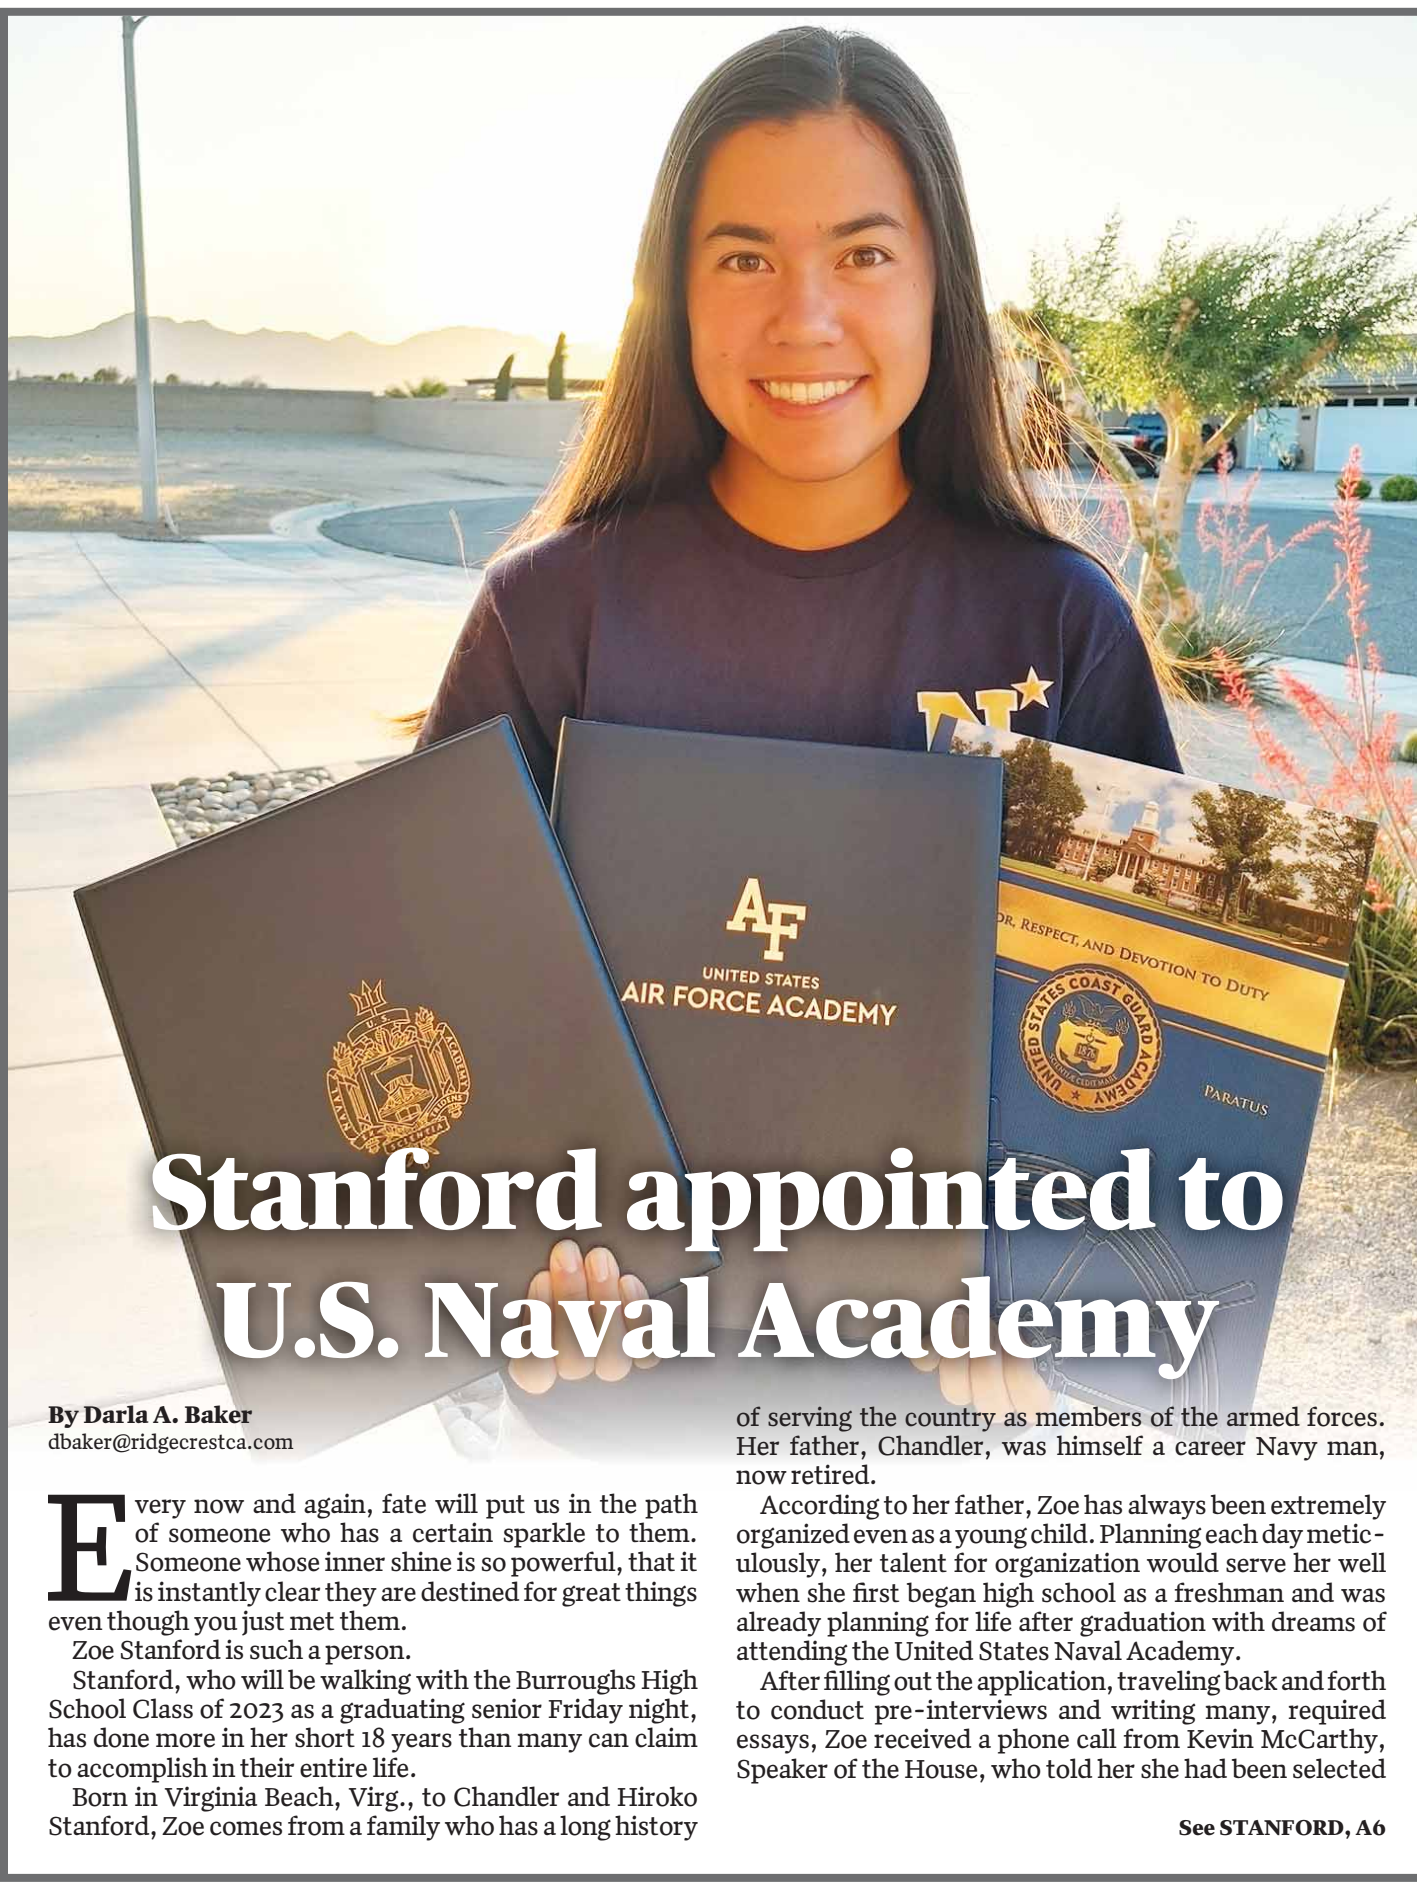 N
U.S.
NAVAL
ACADEMY
TRIDENS
SCIENTIA
AF
UNITED STATES
AIR FORCE ACADEMY
OR, RESPECT, AND DEVOTION TO DUTY
UNITED STATES COAST GUARD ACADEMY
1876
SCIENTIÆ CEDIT MARE
PARATUS
Stanford appointed to
U.S. Naval Academy
By Darla A. Baker
dbaker@ridgecrestca.com
Every now and again, fate will put us in the path
of someone who has a certain sparkle to them.
Someone whose inner shine is so powerful, that it
is instantly clear they are destined for great things
even though you just met them.
Zoe Stanford is such a person.
Stanford, who will be walking with the Burroughs High
School Class of 2023 as a graduating senior Friday night,
has done more in her short 18 years than many can claim
to accomplish in their entire life.
Born in Virginia Beach, Virg., to Chandler and Hiroko
Stanford, Zoe comes from a family who has a long history
of serving the country as members of the armed forces.
Her father, Chandler, was himself a career Navy man,
now retired.
According to her father, Zoe has always been extremely
organized even as a young child. Planning each day metic-
ulously, her talent for organization would serve her well
when she first began high school as a freshman and was
already planning for life after graduation with dreams of
attending the United States Naval Academy.
After filling out the application, traveling back and forth
to conduct pre-interviews and writing many, required
essays, Zoe received a phone call from Kevin McCarthy,
Speaker of the House, who told her she had been selected
See STANFORD, A6